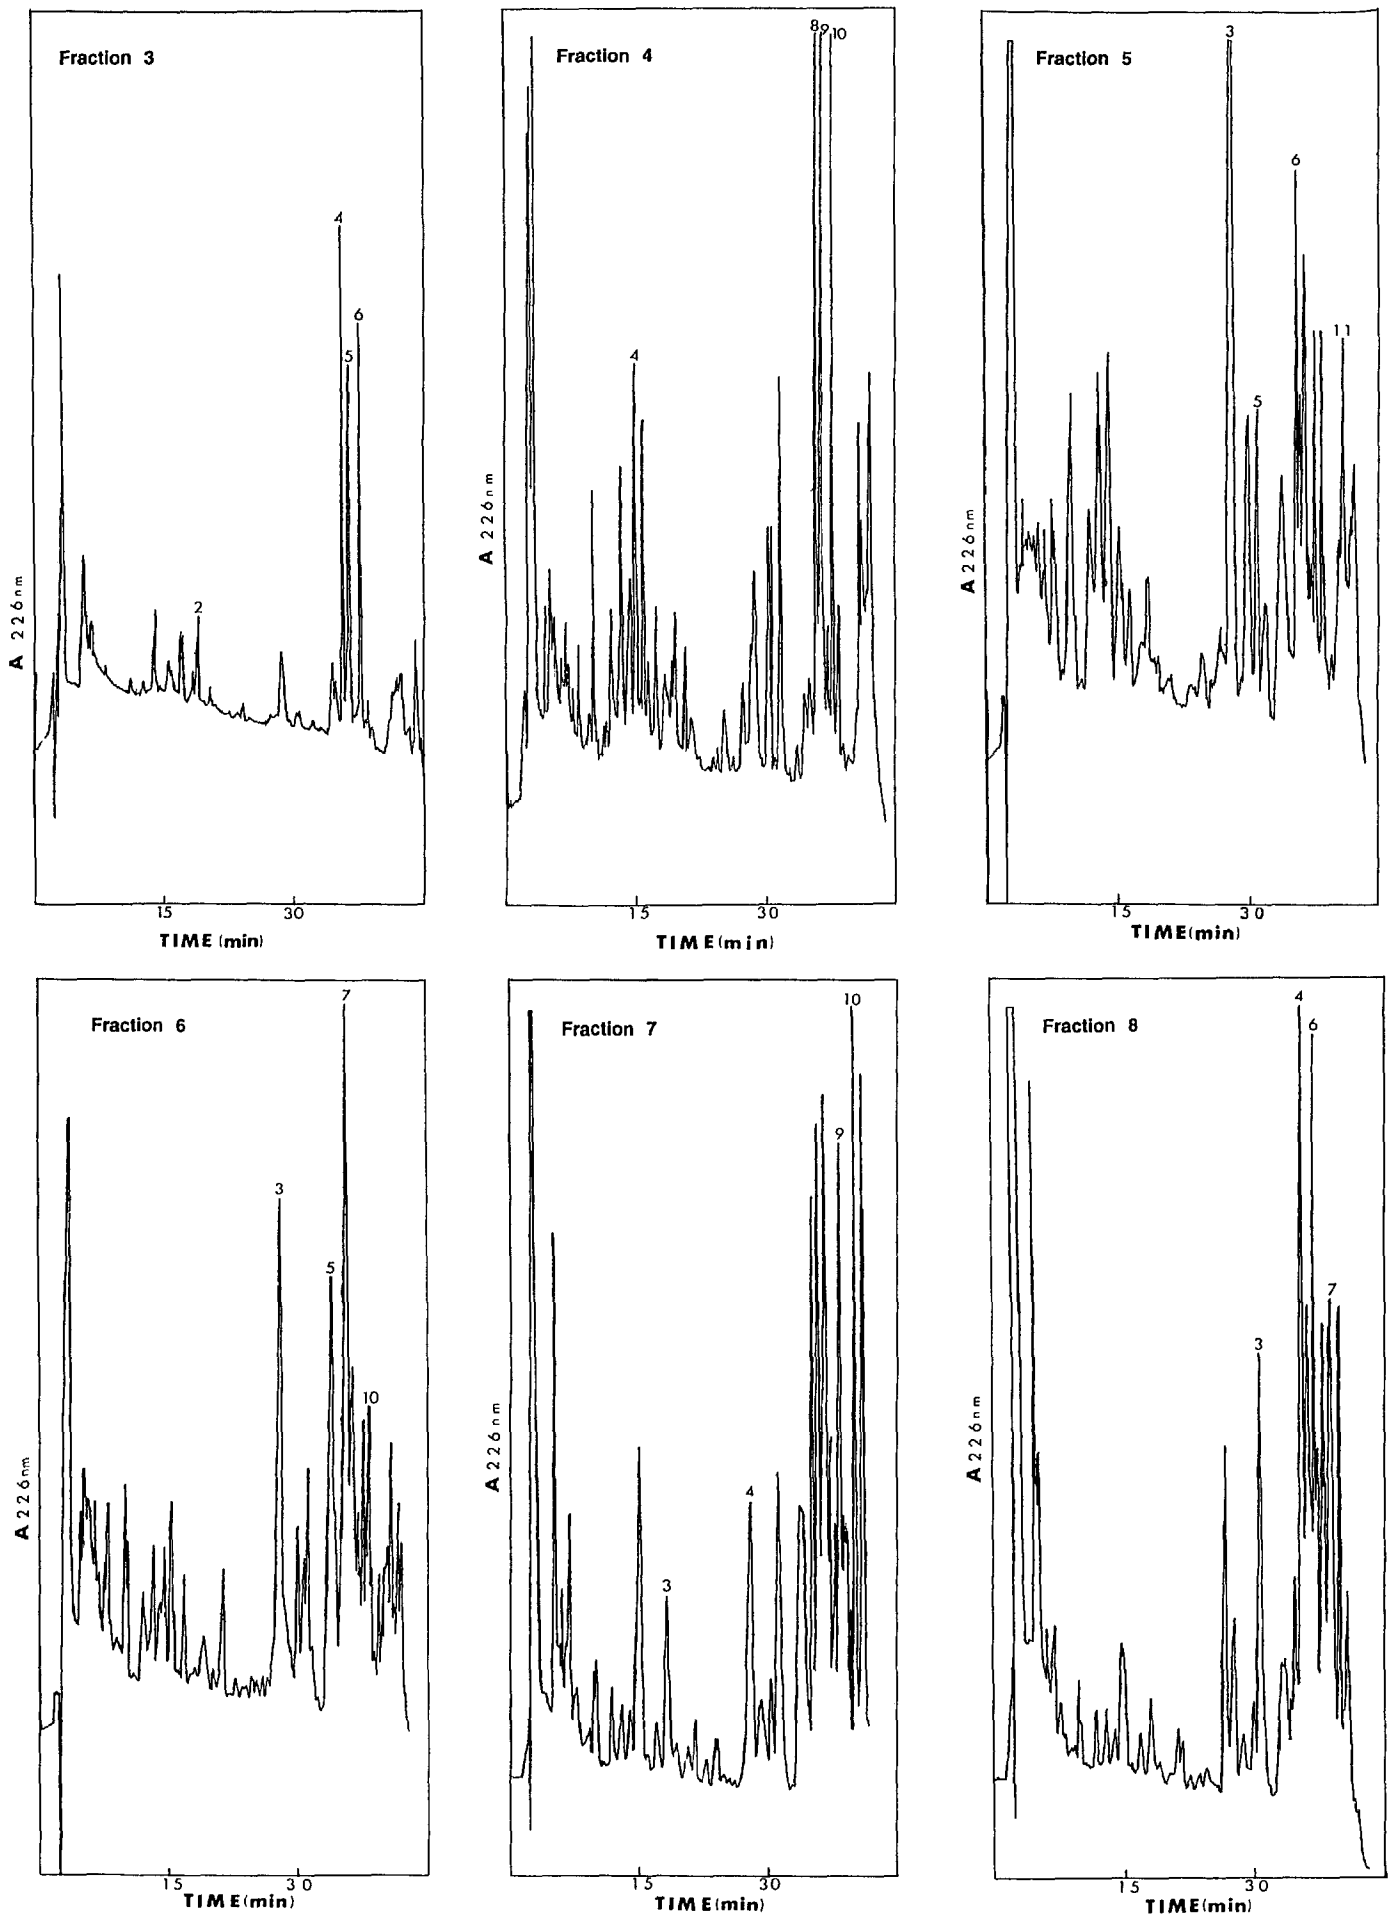 Fraction 3
4
6
5
2
A 226nm
15 30
TIME (min)
Fraction 4
8 9 10
4
A 226nm
15 30
TIME (min)
Fraction 5
3
6
11
5
A 226nm
15 30
TIME (min)
Fraction 6
7
3
5
10
A 226nm
15 30
TIME (min)
Fraction 7
10
9
4
3
A 226nm
15 30
TIME (min)
Fraction 8
4
6
7
3
A 226nm
15 30
TIME (min)